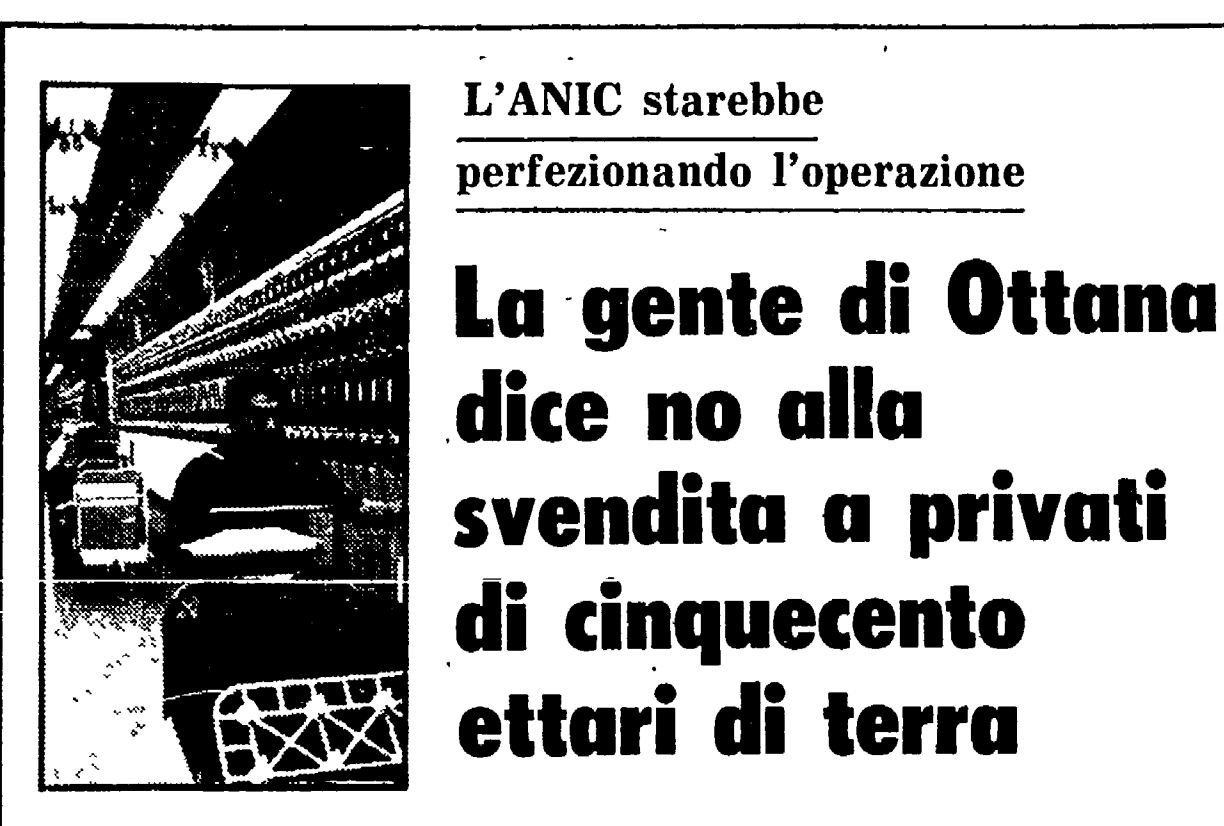 L'ANIC starebbe
perfezionando l'operazione
La gente di Ottana
dice no alla
svendita a privati
di cinquecento
ettari di terra